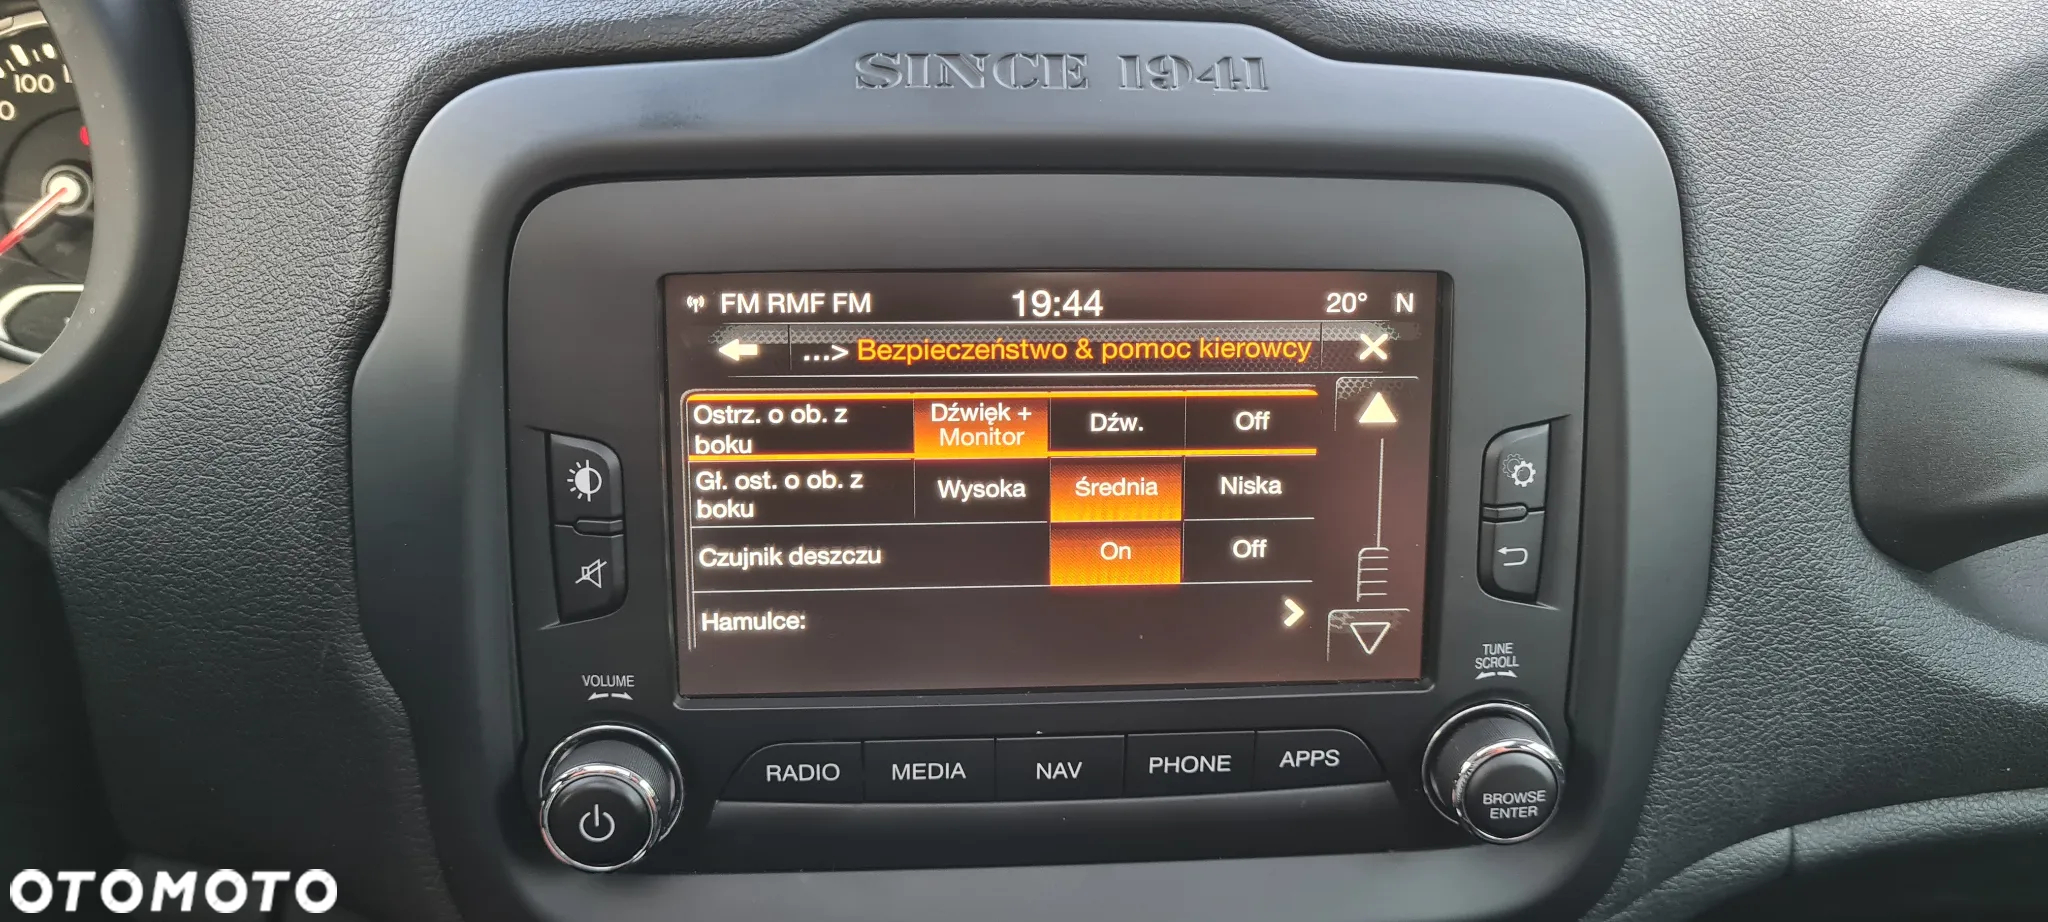 SINCE 1941
100
FM RMF FM 19:44 20° N
...> Bezpieczeństwo & pomoc kierowcy
Ostrz. o ob. z boku Dźwięk + Monitor Dźw. Off
Gł. ost. o ob. z boku Wysoka Średnia Niska
Czujnik deszczu On Off
Hamulce:
VOLUME
TUNE
SCROLL
RADIO MEDIA NAV PHONE APPS
BROWSE
ENTER
OTOMOTO